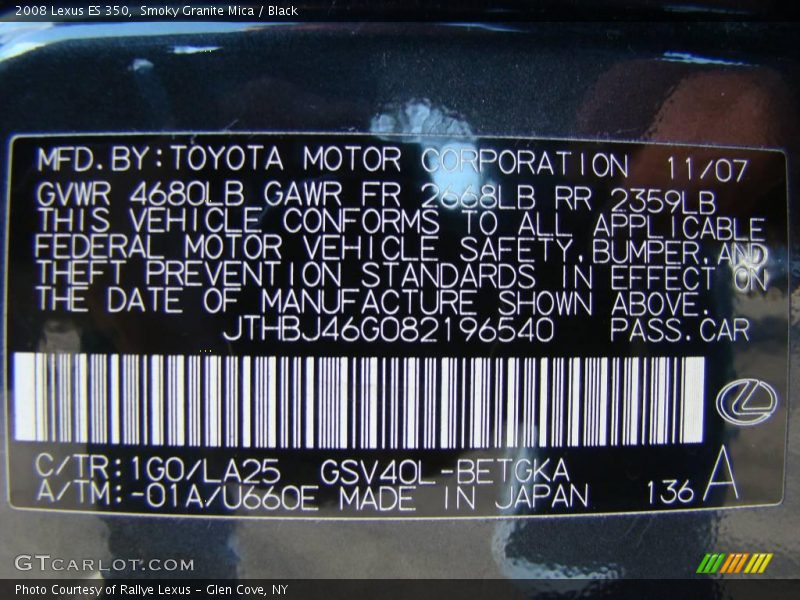 2008 Lexus ES 350, Smoky Granite Mica / Black
MFD.BY:TOYOTA MOTOR CORPORATION 11/07
GVWR 4680LB GAWR FR 2668LB RR 2359LB
THIS VEHICLE CONFORMS TO ALL APPLICABLE
FEDERAL MOTOR VEHICLE SAFETY,BUMPER,AND
THEFT PREVENTION STANDARDS IN EFFECT ON
THE DATE OF MANUFACTURE SHOWN ABOVE.
JTHBJ46G082196540 PASS.CAR
C/TR:1G0/LA25 GSV40L-BETGKA
A/TM:-01A/U660E MADE IN JAPAN 136 A
GTCARLOT.COM
Photo Courtesy of Rallye Lexus - Glen Cove, NY